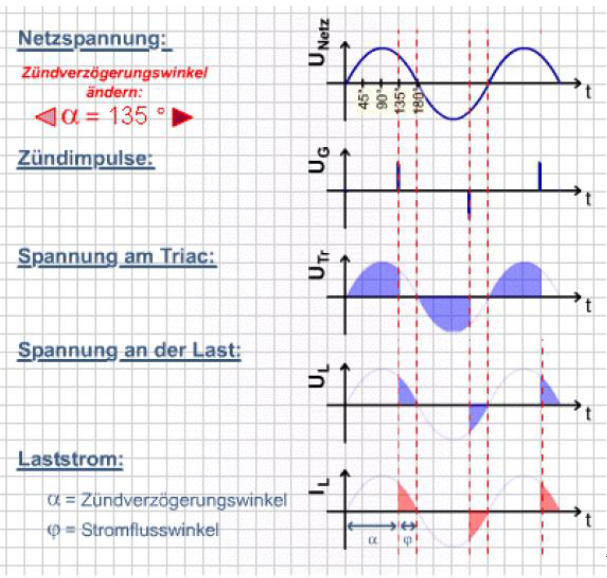 Netzspannung:
Zündverzögerungswinkel
ändern:
α = 135 °
U Netz
45°
90°
135°
180°
t
Zündimpulse:
U G
t
Spannung am Triac:
U Tr
t
Spannung an der Last:
U L
t
Laststrom:
I L
t
α = Zündverzögerungswinkel
φ = Stromflusswinkel
α
φ